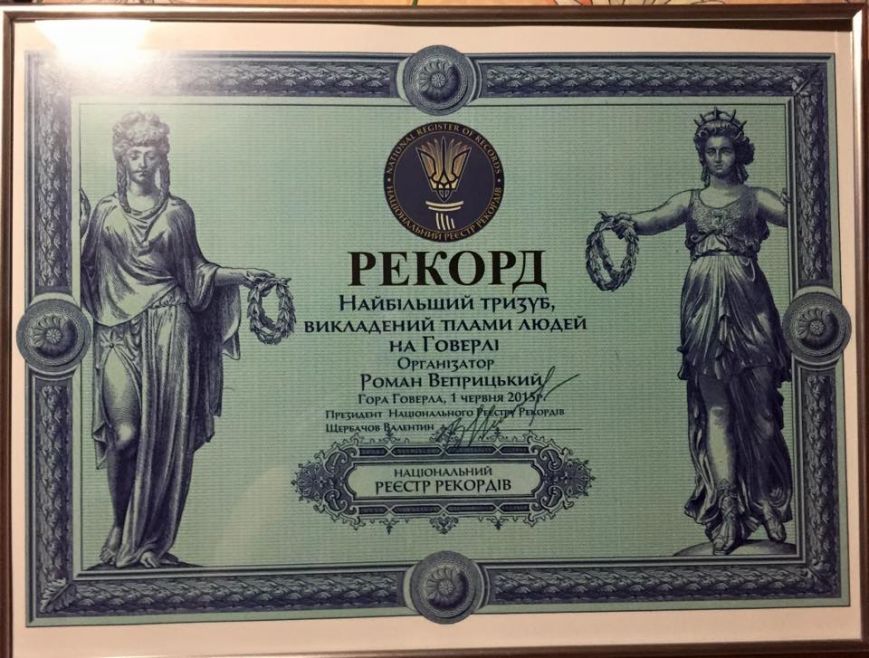 NATIONAL REGISTER OF RECORDS
НАЦІОНАЛЬНИЙ РЕЄСТР РЕКОРДІВ
РЕКОРД
Найбільший тризуб,
викладений тілами людей
на Говерлі
Організатор
Роман Веприцький
Гора Говерла, 1 червня 2015р.
Президент Національного Реєстру Рекордів
Щербачов Валентин
НАЦІОНАЛЬНИЙ
РЕЄСТР РЕКОРДІВ